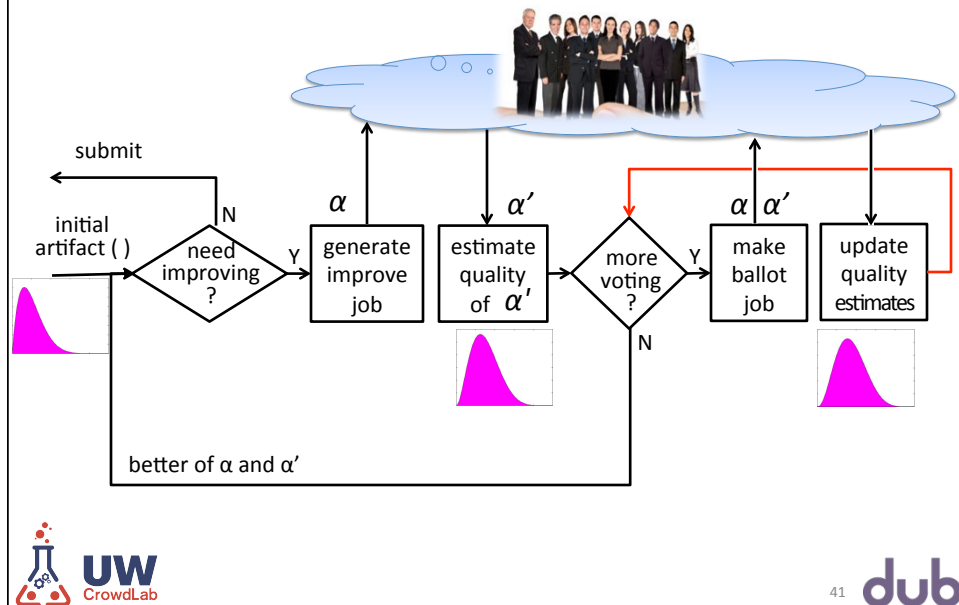 submit
N
initial
artifact ( )
need
improving
?
Y
α
generate
improve
job
α’
estimate
quality
of α'
more
voting
?
Y
N
α α’
make
ballot
job
update
quality
estimates
better of α and α’
UW
CrowdLab
41
dub